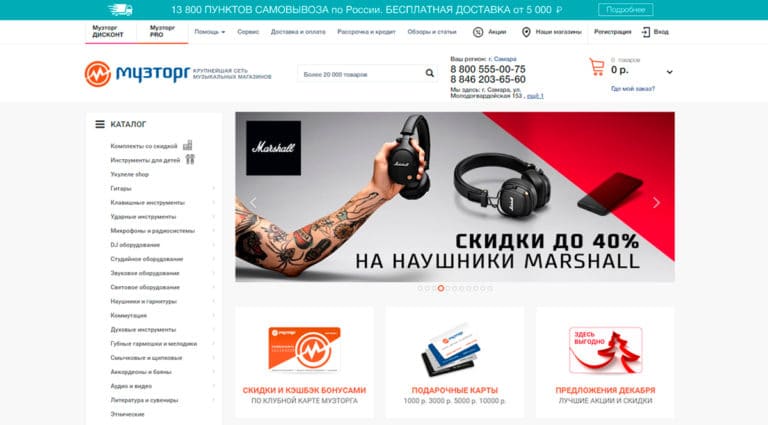 13 800 ПУНКТОВ САМОВЫВОЗА по России. БЕСПЛАТНАЯ ДОСТАВКА от 5 000 ₽
Подробнее
Музторг ДИСКОНТ
Музторг PRO
Помощь
Сервис
Доставка и оплата
Рассрочка и кредит
Обзоры и статьи
Акции
Наши магазины
Регистрация
Вход
музторг
КРУПНЕЙШАЯ СЕТЬ
МУЗЫКАЛЬНЫХ МАГАЗИНОВ
Более 20 000 товаров
Ваш регион: г. Самара
8 800 555-00-75
8 846 203-65-60
Мы здесь: г. Самара, ул.
Молодогвардейская 153 , ещё 1
0 товаров
0 р.
Где мой заказ?
КАТАЛОГ
Комплекты со скидкой
Инструменты для детей
Укулеле shop
Гитары
Клавишные инструменты
Ударные инструменты
Микрофоны и радиосистемы
DJ оборудование
Студийное оборудование
Звуковое оборудование
Световое оборудование
Наушники и гарнитуры
Коммутация
Духовые инструменты
Губные гармошки и мелодики
Смычковые и щипковые
Аккордеоны и баяны
Аудио и видео
Литература и сувениры
Этнические
Marshall
СКИДКИ ДО 40%
НА НАУШНИКИ MARSHALL
музторг
СКИДКИ И КЭШБЭК БОНУСАМИ
ПО КЛУБНОЙ КАРТЕ МУЗТОРГА
ПОДАРОЧНЫЕ КАРТЫ
1000 р. 3000 р. 5000 р. 10000 р.
ЗДЕСЬ
ВЫГОДНО
ПРЕДЛОЖЕНИЯ ДЕКАБРЯ
ЛУЧШИЕ АКЦИИ И СКИДКИ